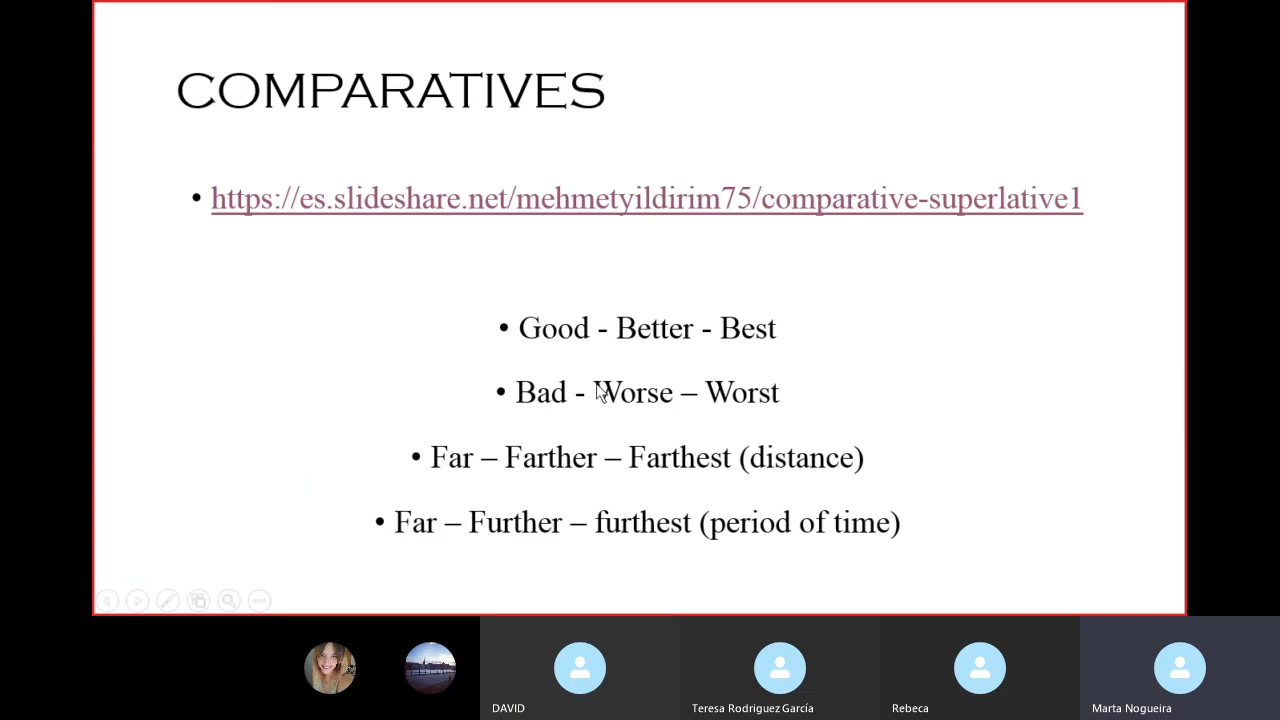 COMPARATIVES
• https://es.slideshare.net/mehmetyildirim75/comparative-superlative1
• Good - Better - Best
• Bad - Worse – Worst
• Far – Farther – Farthest (distance)
• Far – Further – furthest (period of time)
DAVID
Teresa Rodriguez García
Rebeca
Marta Nogueira